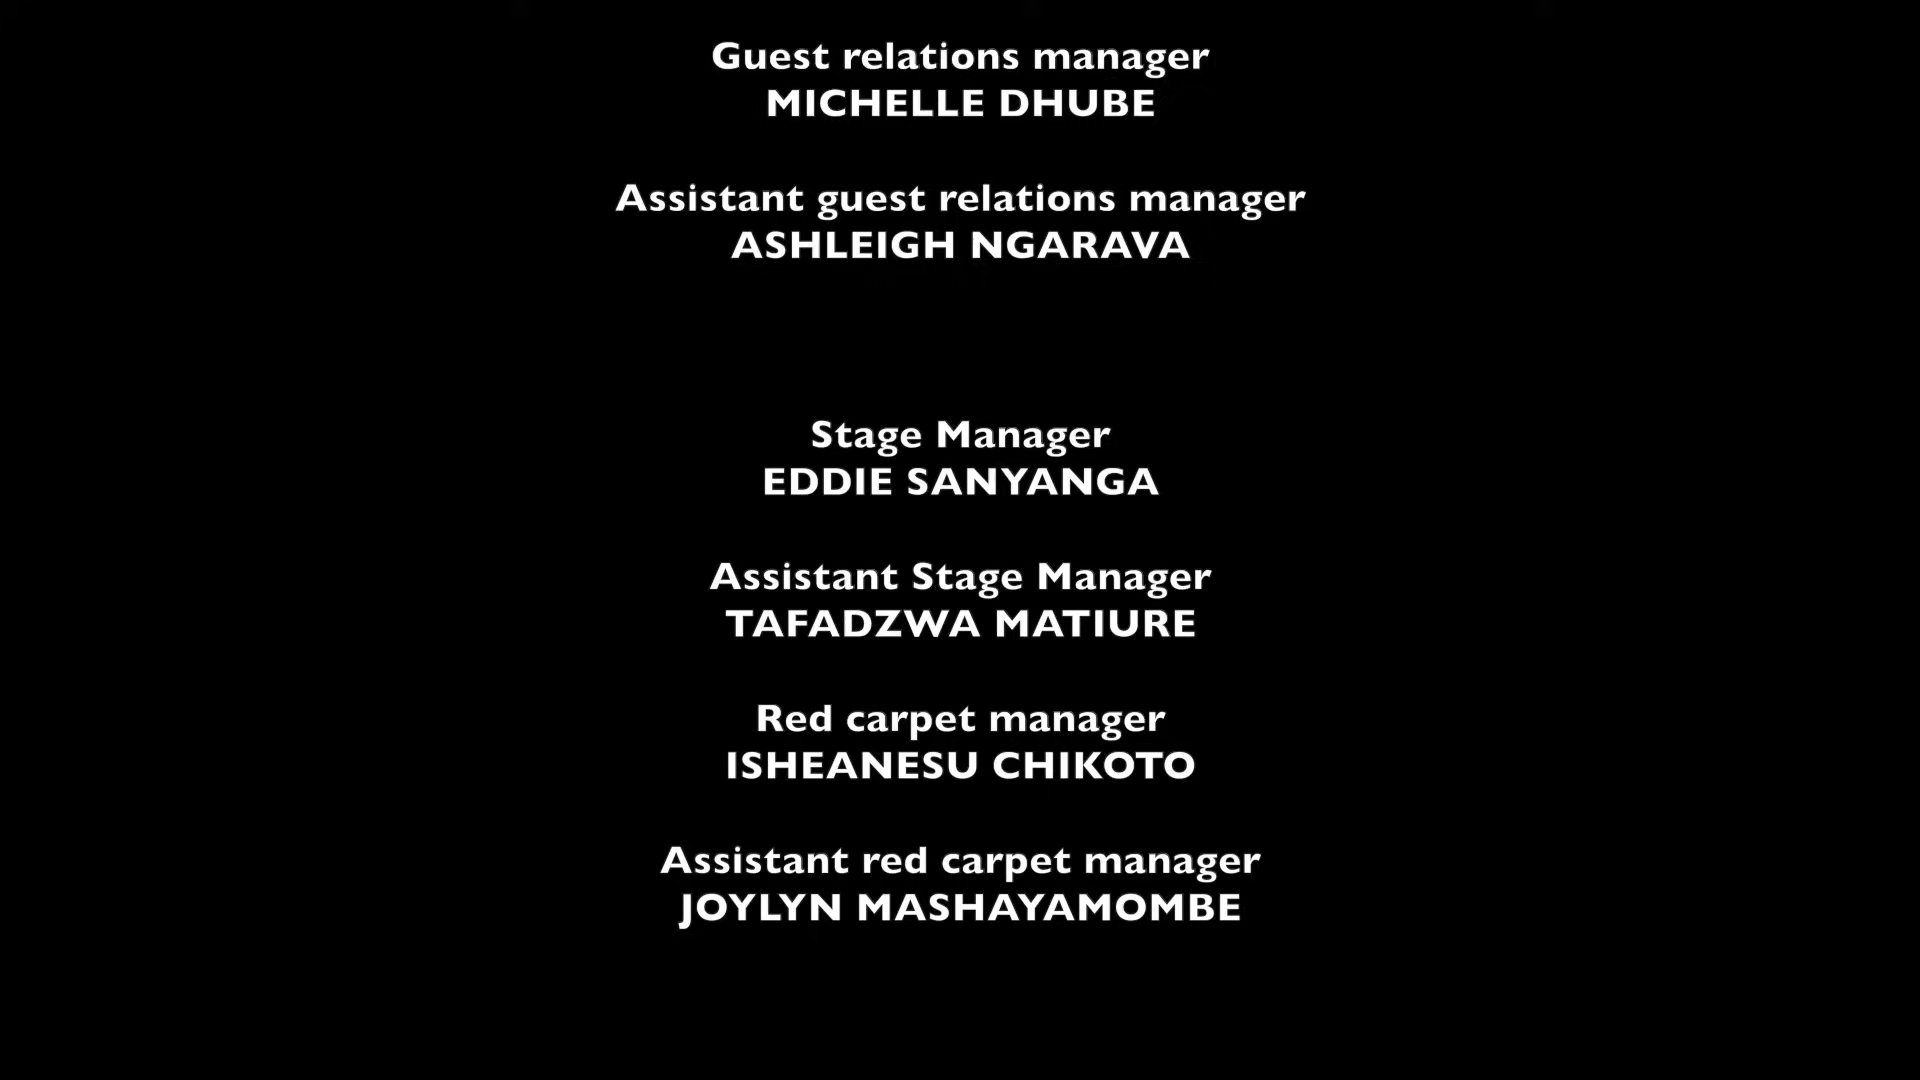 Guest relations manager
MICHELLE DHUBE
Assistant guest relations manager
ASHLEIGH NGARAVA
Stage Manager
EDDIE SANYANGA
Assistant Stage Manager
TAFADZWA MATIURE
Red carpet manager
ISHEANESU CHIKOTO
Assistant red carpet manager
JOYLYN MASHAYAMOMBE